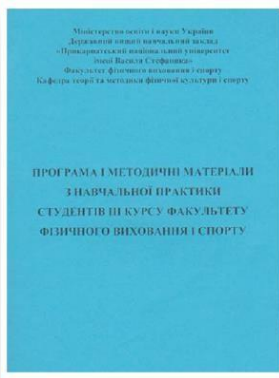 Міністерство освіти і науки України
Державний вищий навчальний заклад
«Прикарпатський національний університет
імені Василя Стефаника»
Факультет фізичного виховання і спорту
Кафедра теорії та методики фізичної культури і спорту
ПРОГРАМА І МЕТОДИЧНІ МАТЕРІАЛИ
З НАВЧАЛЬНОЇ ПРАКТИКИ
СТУДЕНТІВ ІІІ КУРСУ ФАКУЛЬТЕТУ
ФІЗИЧНОГО ВИХОВАННЯ І СПОРТУ